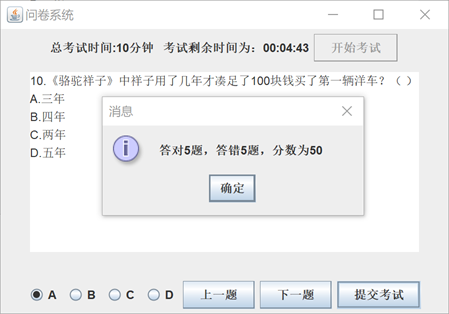 问卷系统
总考试时间:10分钟 考试剩余时间为：00:04:43 开始考试
10.《骆驼祥子》中祥子用了几年才凑足了100块钱买了第一辆洋车？（ ）
A.三年
B.四年
C.两年
D.五年
消息
答对5题，答错5题，分数为50
确定
A B C D 上一题 下一题 提交考试